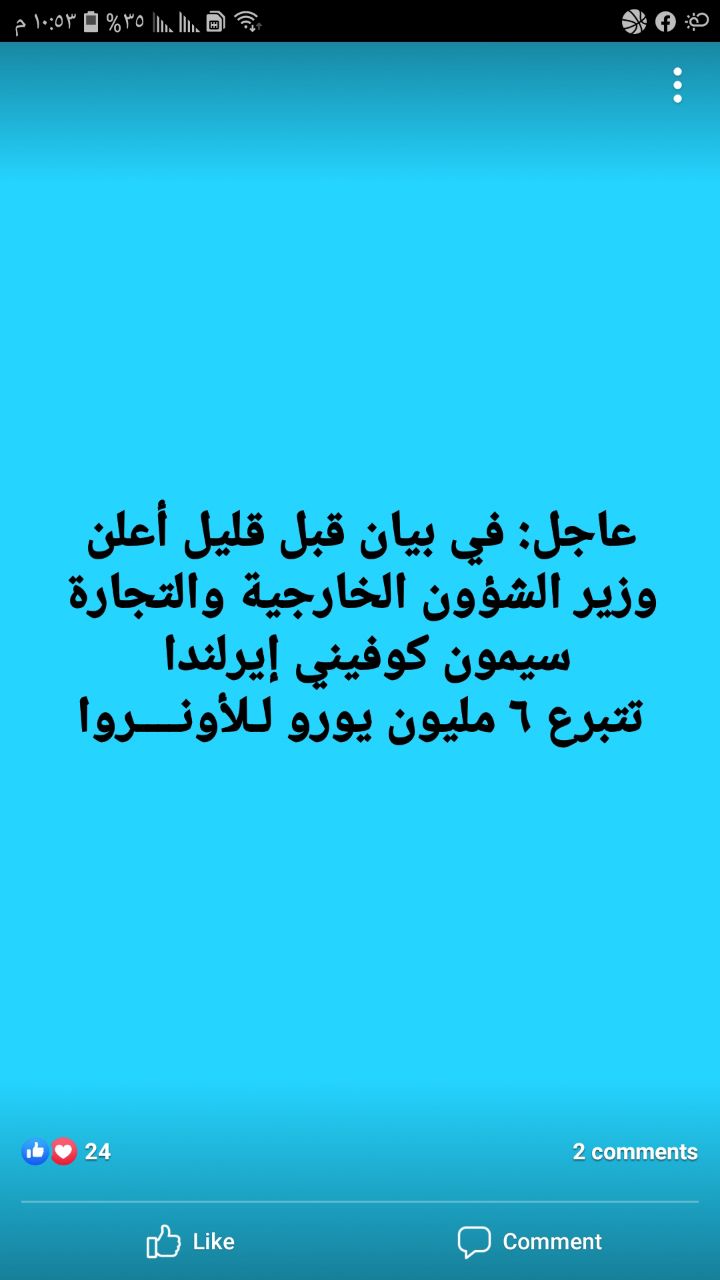 ١٠:٥٣ م ٣٥%
عاجل: في بيان قبل قليل أعلن
وزير الشؤون الخارجية والتجارة
سيمون كوفيني إيرلندا
تتبرع ٦ مليون يورو لـلأونـــروا
24 2 comments
Like Comment